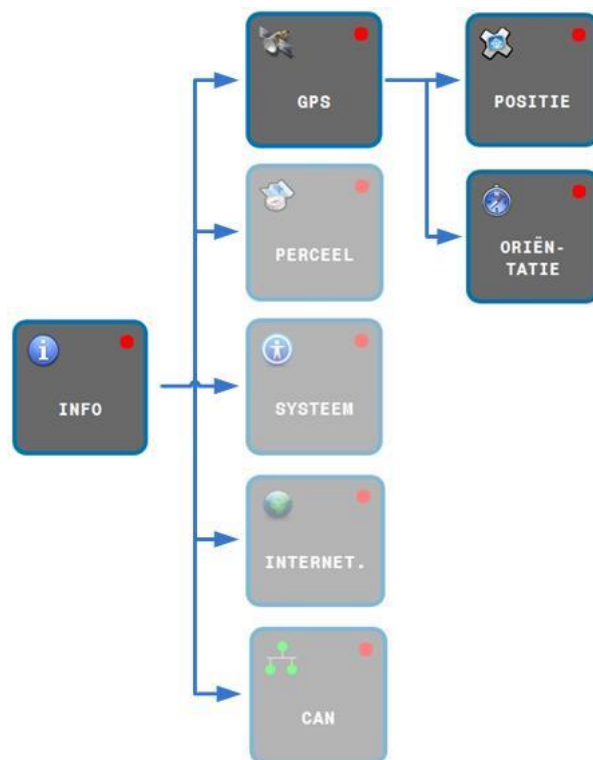 GPS
POSITIE
PERCEEL
ORIËN-
TATIE
INFO
SYSTEEM
INTERNET.
CAN